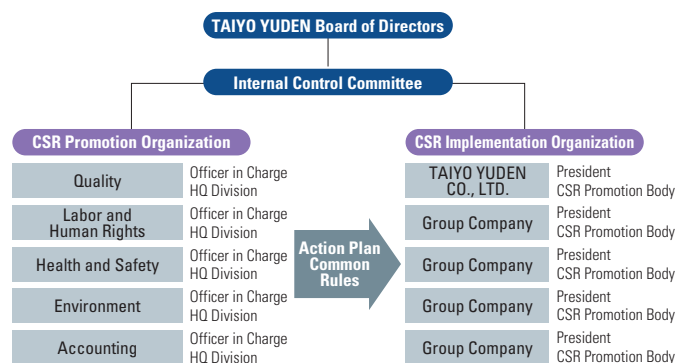 TAIYO YUDEN Board of Directors
Internal Control Committee
CSR Promotion Organization
Quality
Officer in Charge
HQ Division
Labor and
Human Rights
Officer in Charge
HQ Division
Health and Safety
Officer in Charge
HQ Division
Environment
Officer in Charge
HQ Division
Accounting
Officer in Charge
HQ Division
Action Plan
Common
Rules
CSR Implementation Organization
TAIYO YUDEN
CO., LTD.
President
CSR Promotion Body
Group Company
President
CSR Promotion Body
Group Company
President
CSR Promotion Body
Group Company
President
CSR Promotion Body
Group Company
President
CSR Promotion Body